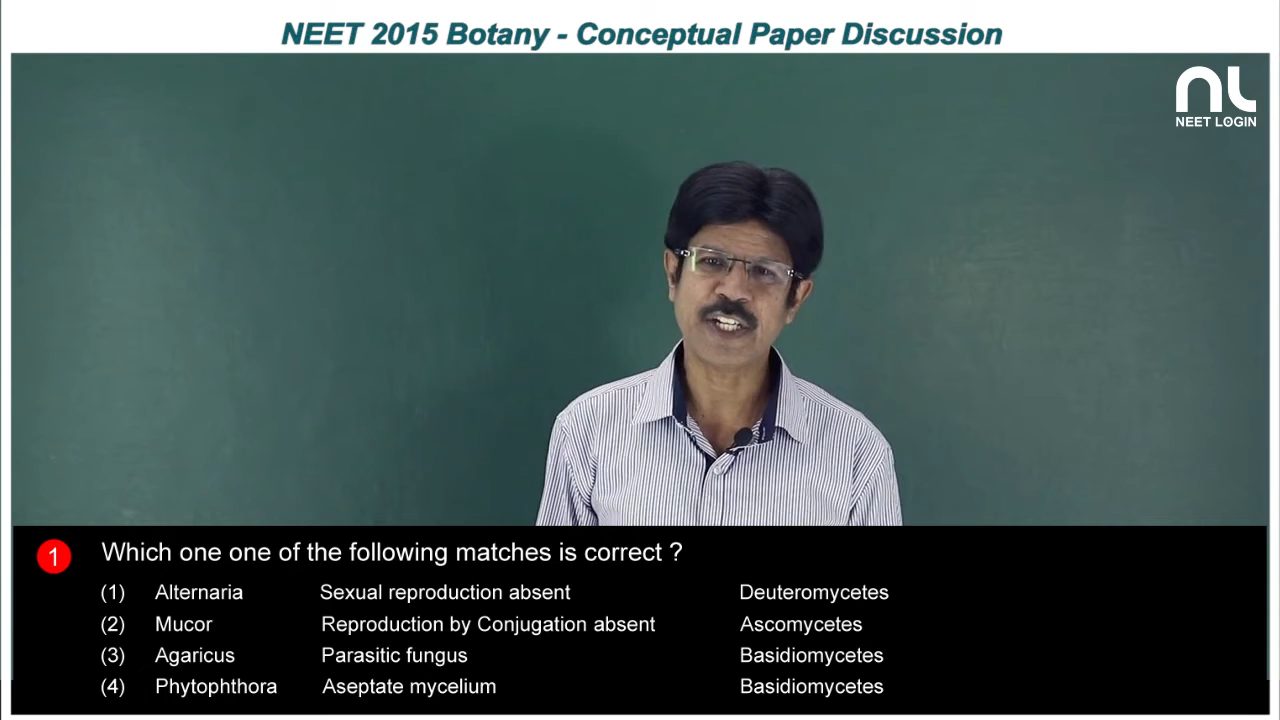 NEET 2015 Botany - Conceptual Paper Discussion
nL
NEET LOGIN
1 Which one one of the following matches is correct ?
(1) Alternaria Sexual reproduction absent Deuteromycetes
(2) Mucor Reproduction by Conjugation absent Ascomycetes
(3) Agaricus Parasitic fungus Basidiomycetes
(4) Phytophthora Aseptate mycelium Basidiomycetes